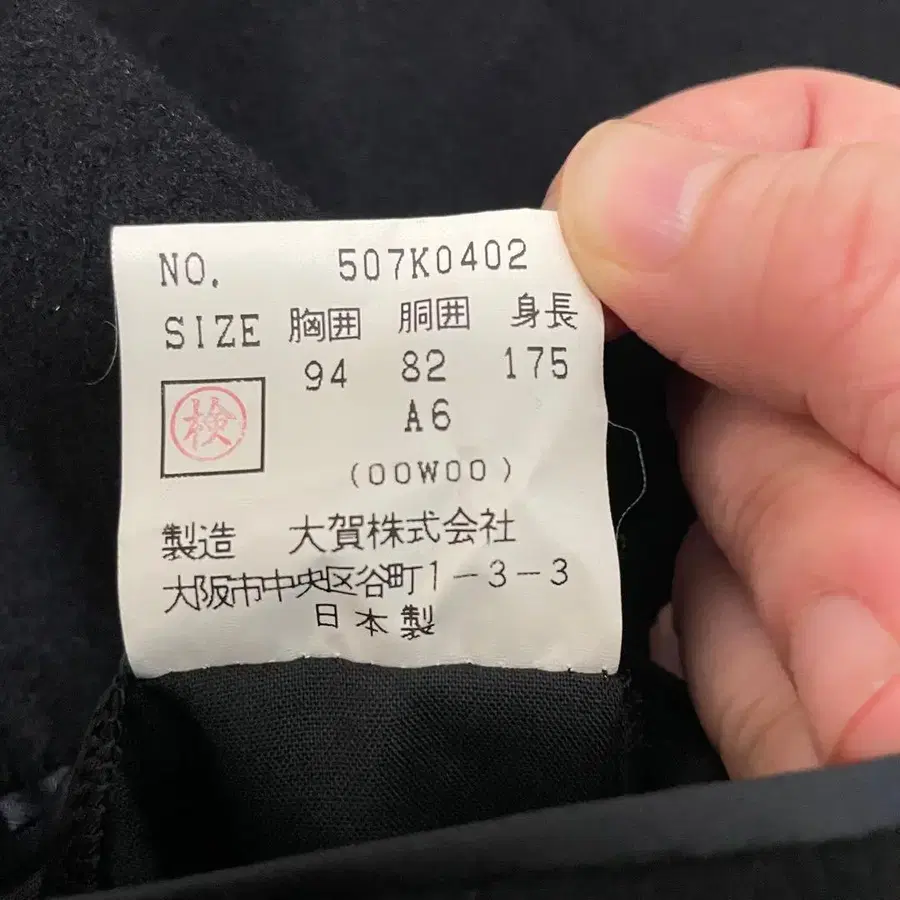 NO. 507K0402
SIZE 胸囲 胴囲 身長
94 82 175
検
A6
(00W00)
製造 大賀株式会社
大阪市中央区谷町1-3-3
日本製